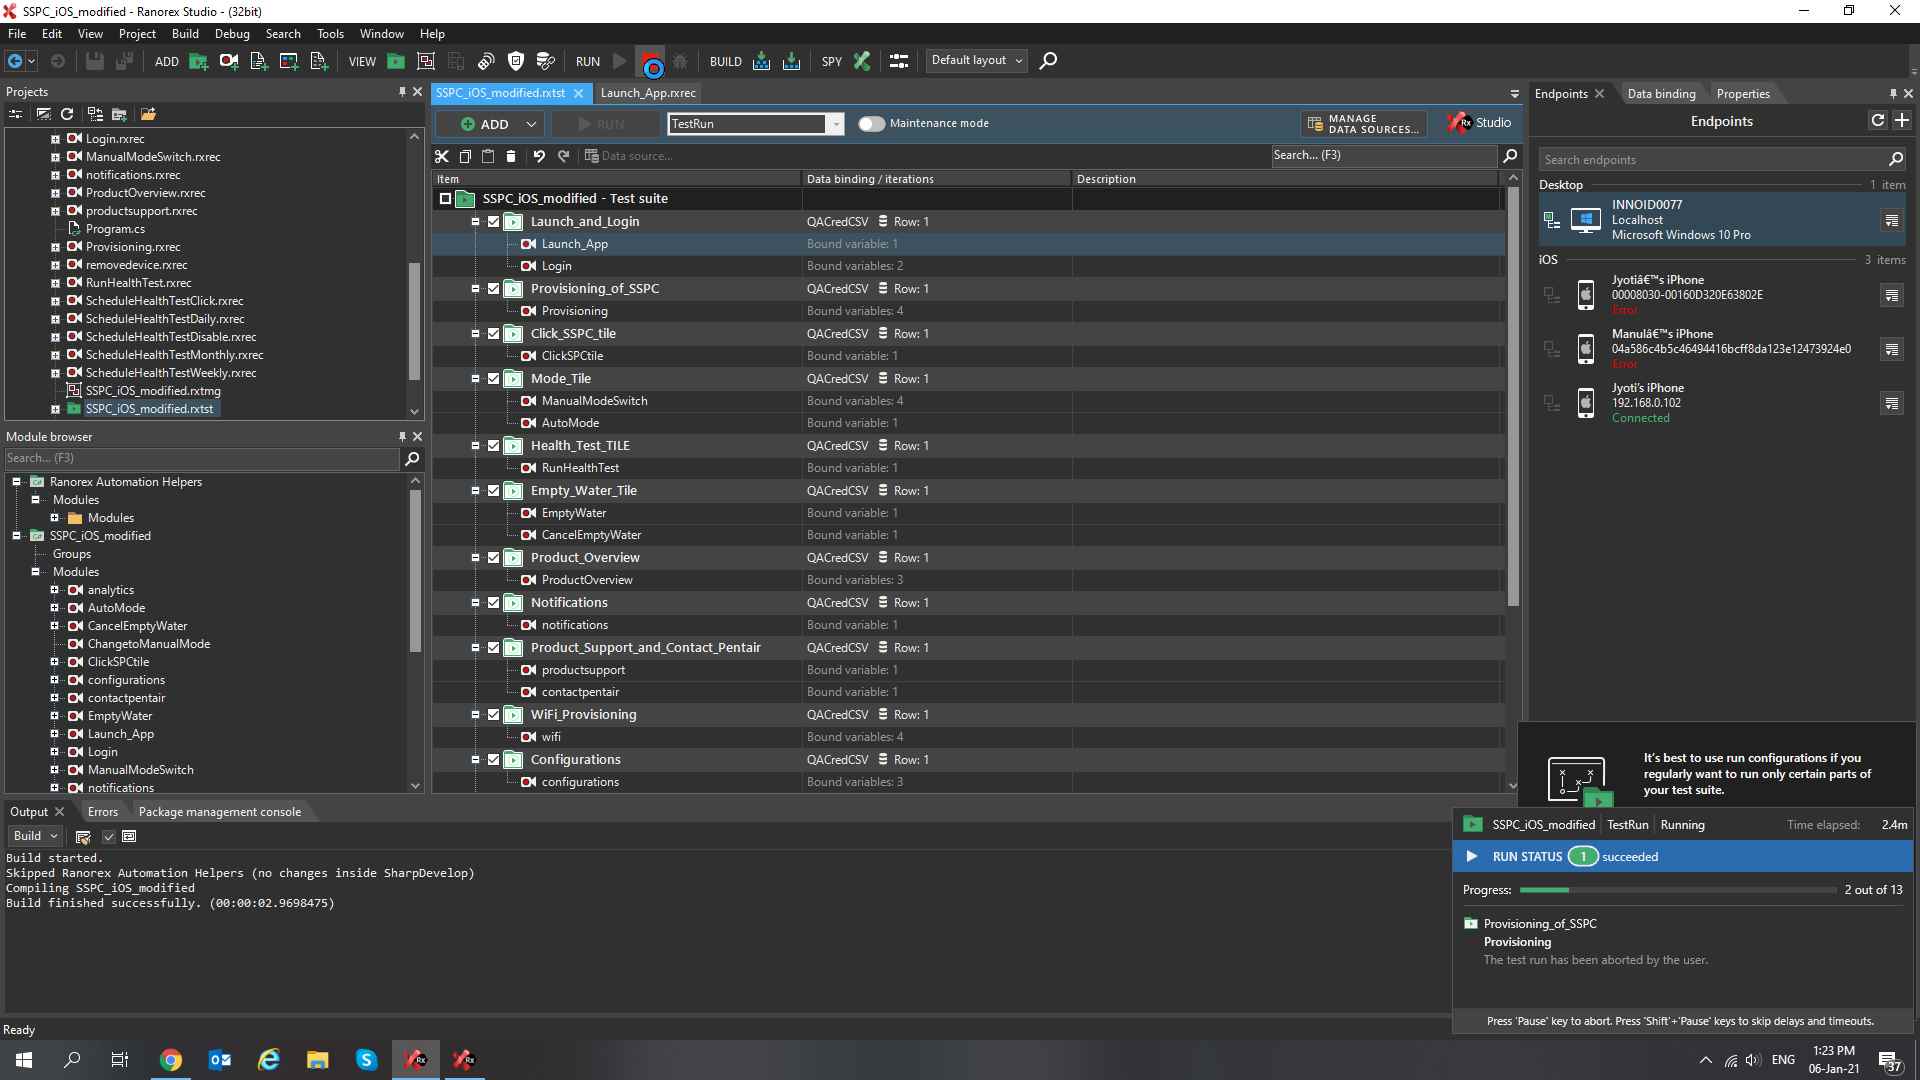 SSPC_iOS_modified - Ranorex Studio - (32bit)
File Edit View Project Build Debug Search Tools Window Help
ADD VIEW RUN BUILD SPY Default layout
Projects
Login.rxrec
ManualModeSwitch.rxrec
notifications.rxrec
ProductOverview.rxrec
productsupport.rxrec
Program.cs
Provisioning.rxrec
removedevice.rxrec
RunHealthTest.rxrec
ScheduleHealthTestClick.rxrec
ScheduleHealthTestDaily.rxrec
ScheduleHealthTestDisable.rxrec
ScheduleHealthTestMonthly.rxrec
ScheduleHealthTestWeekly.rxrec
SSPC_iOS_modified.rxtmg
SSPC_iOS_modified.rxtst
Module browser
Search... (F3)
Ranorex Automation Helpers
Modules
Modules
SSPC_iOS_modified
Groups
Modules
analytics
AutoMode
CancelEmptyWater
ChangetoManualMode
ClickSPCtile
configurations
contactpentair
EmptyWater
Launch_App
Login
ManualModeSwitch
notifications
SSPC_iOS_modified.rxtst Launch_App.rxrec
ADD RUN TestRun Maintenance mode MANAGE
DATA SOURCES... Rx Studio
Data source... Search... (F3)
Item Data binding / iterations Description
SSPC_iOS_modified - Test suite
Launch_and_Login QACredCSV Row: 1
Launch_App Bound variable: 1
Login Bound variables: 2
Provisioning_of_SSPC QACredCSV Row: 1
Provisioning Bound variables: 4
Click_SSPC_tile QACredCSV Row: 1
ClickSPCtile Bound variable: 1
Mode_Tile QACredCSV Row: 1
ManualModeSwitch Bound variables: 4
AutoMode Bound variable: 1
Health_Test_TILE QACredCSV Row: 1
RunHealthTest Bound variable: 1
Empty_Water_Tile QACredCSV Row: 1
EmptyWater Bound variable: 1
CancelEmptyWater Bound variable: 1
Product_Overview QACredCSV Row: 1
ProductOverview Bound variables: 3
Notifications QACredCSV Row: 1
notifications Bound variable: 1
Product_Support_and_Contact_Pentair QACredCSV Row: 1
productsupport Bound variable: 1
contactpentair Bound variable: 1
WiFi_Provisioning QACredCSV Row: 1
wifi Bound variables: 4
Configurations QACredCSV Row: 1
configurations Bound variables: 3
Endpoints Data binding Properties
Endpoints
Search endpoints
Desktop 1 item
INNOID0077
Localhost
Microsoft Windows 10 Pro
iOS 3 items
Jyotiâ€™s iPhone
00008030-00160D320E63802E
Error
Manulâ€™s iPhone
04a586c4b5c46494416bcff8da123e12473924e0
Error
Jyoti's iPhone
192.168.0.102
Connected
It's best to use run configurations if you
regularly want to run only certain parts of
your test suite.
SSPC_iOS_modified TestRun Running Time elapsed: 2.4m
RUN STATUS 1 succeeded
Progress: 2 out of 13
Provisioning_of_SSPC
Provisioning
The test run has been aborted by the user.
Press 'Pause' key to abort. Press 'Shift'+'Pause' keys to skip delays and timeouts.
Output Errors Package management console
Build
Build started.
Skipped Ranorex Automation Helpers (no changes inside SharpDevelop)
Compiling SSPC_iOS_modified
Build finished successfully. (00:00:02.9698475)
Ready
ENG 1:23 PM
06-Jan-21 37